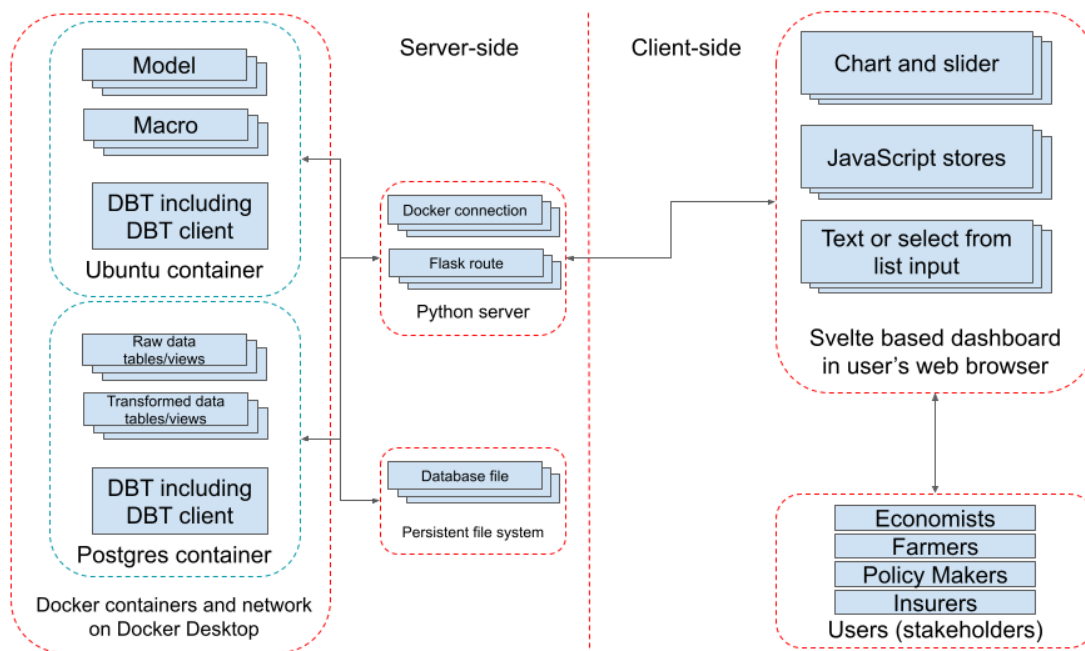 Server-side
Client-side
Model
Macro
DBT including
DBT client
Ubuntu container
Raw data
tables/views
Transformed data
tables/views
DBT including
DBT client
Postgres container
Docker containers and network
on Docker Desktop
Docker connection
Flask route
Python server
Database file
Persistent file system
Chart and slider
JavaScript stores
Text or select from
list input
Svelte based dashboard
in user's web browser
Economists
Farmers
Policy Makers
Insurers
Users (stakeholders)